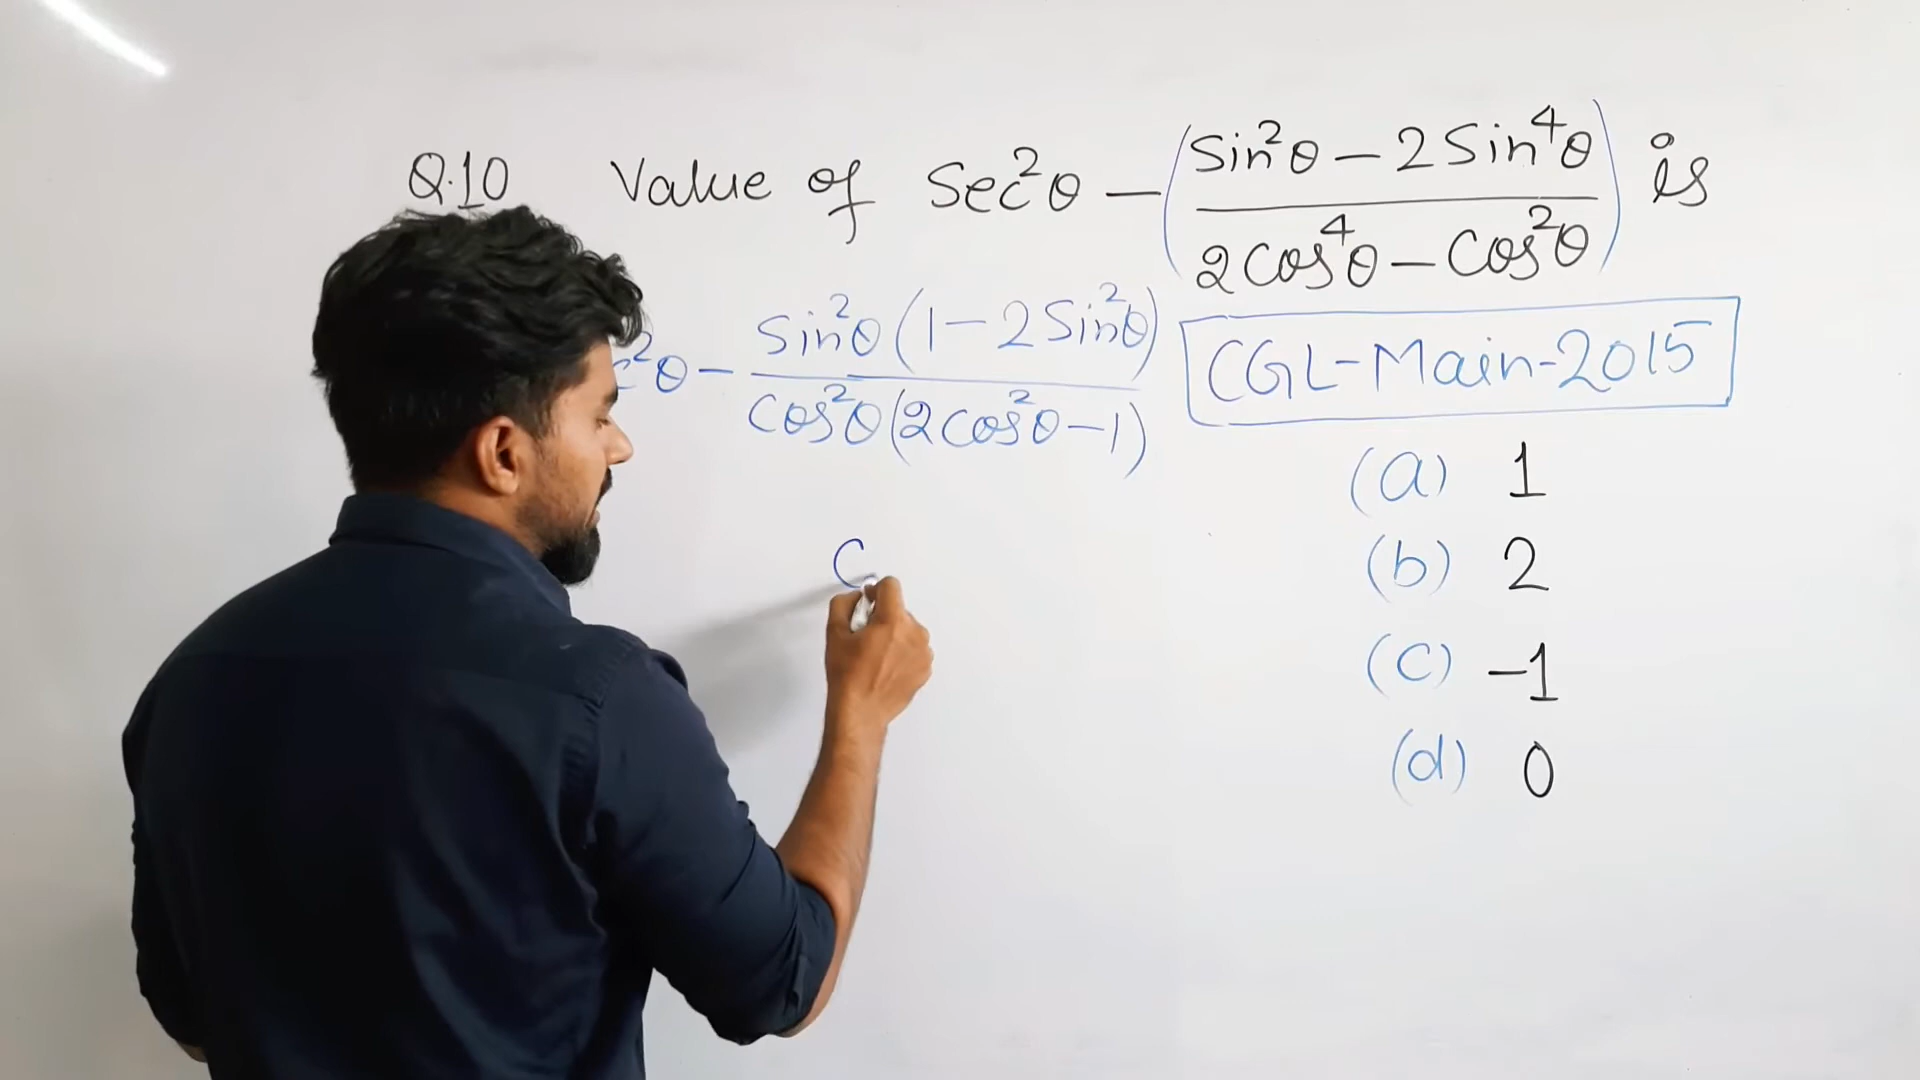 Q.10 Value of Sec²θ – (Sin²θ – 2Sin⁴θ / 2Cos⁴θ – Cos²θ) is
c²θ – Sin²θ(1–2Sin²θ) / Cos²θ(2Cos²θ–1)
CGL-Main-2015
(a) 1
(b) 2
(c) –1
(d) 0
C